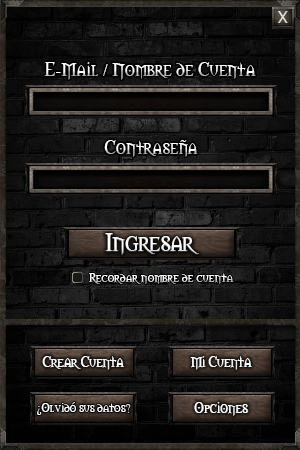 X
E-Mail / Nombre de Cuenta
Contraseña
Ingresar
Recordar nombre de cuenta
Crear Cuenta
Mi Cuenta
¿Olvidó sus datos?
Opciones